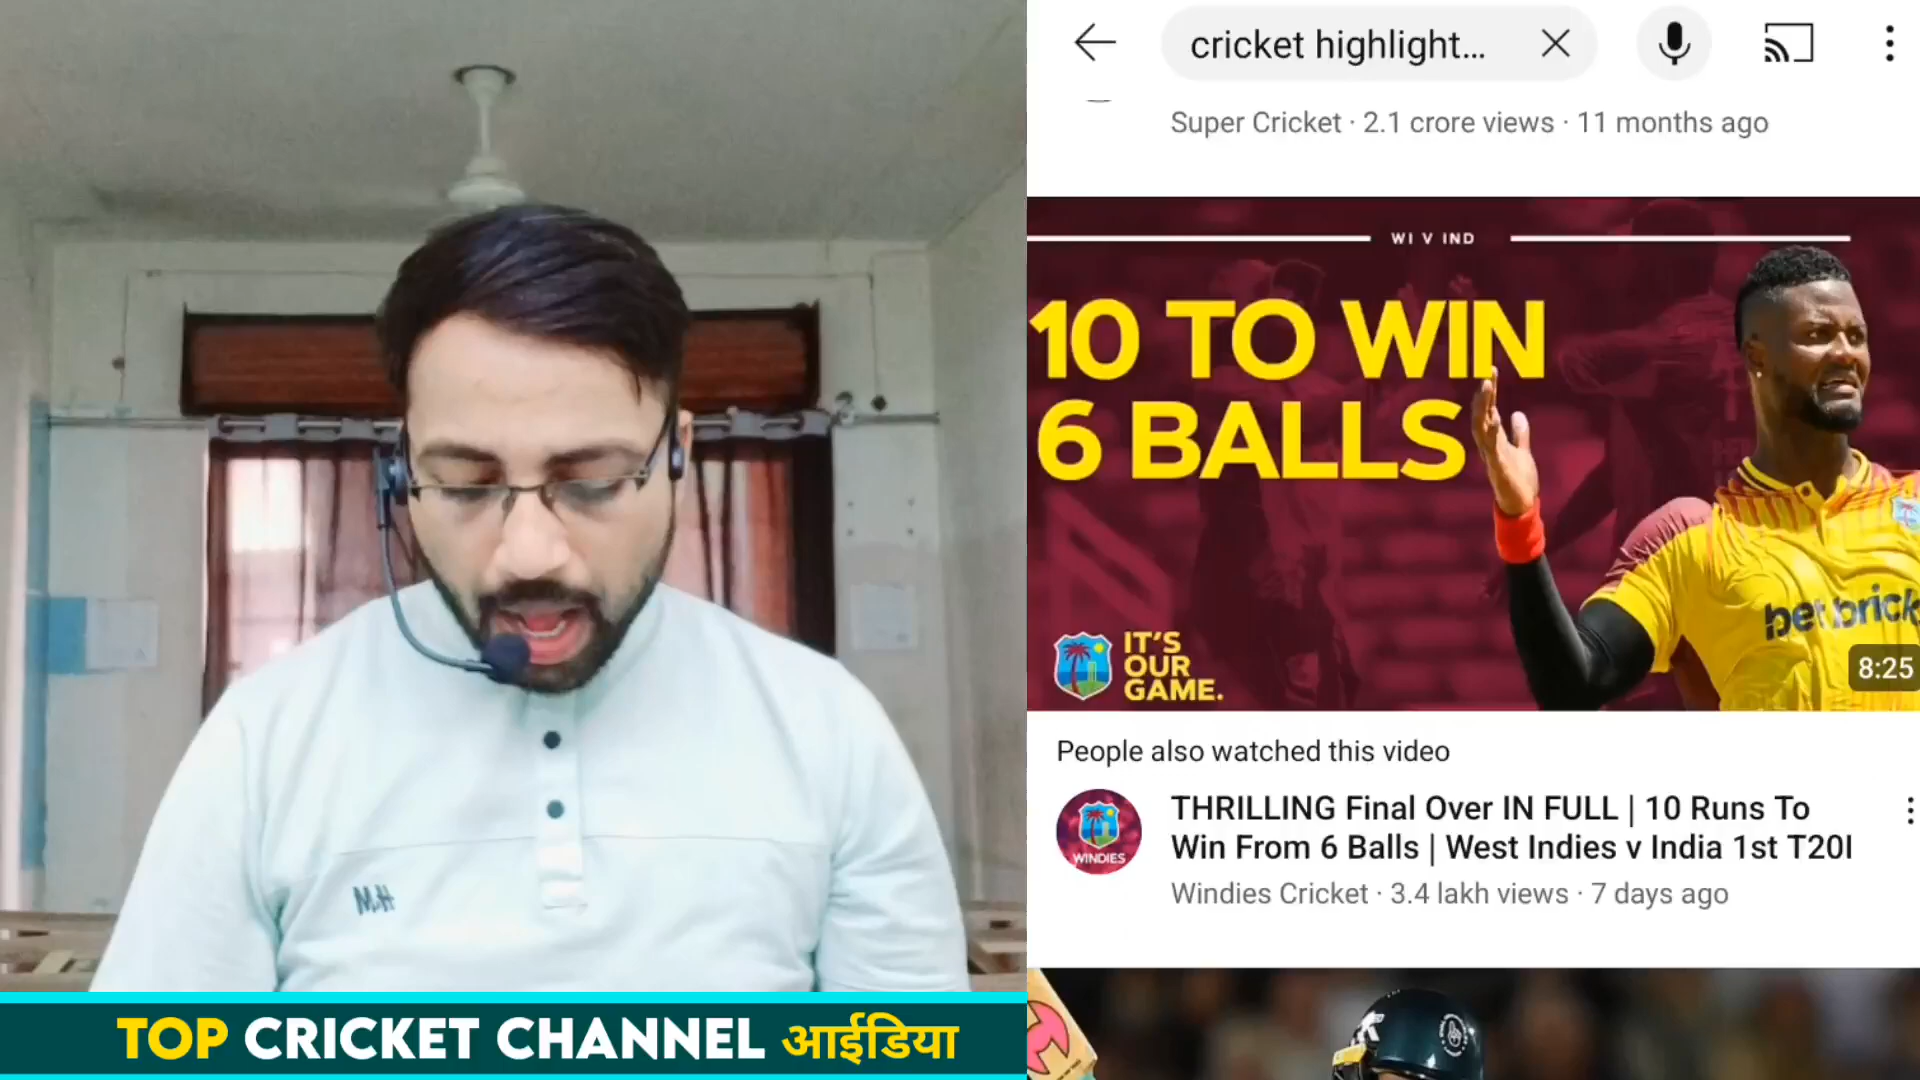 cricket highlight...
Super Cricket · 2.1 crore views · 11 months ago
WI V IND
10 TO WIN
6 BALLS
IT'S
OUR
GAME.
bet brick
8:25
People also watched this video
WINDIES
THRILLING Final Over IN FULL | 10 Runs To
Win From 6 Balls | West Indies v India 1st T20I
Windies Cricket · 3.4 lakh views · 7 days ago
M.H
TOP CRICKET CHANNEL आईडिया